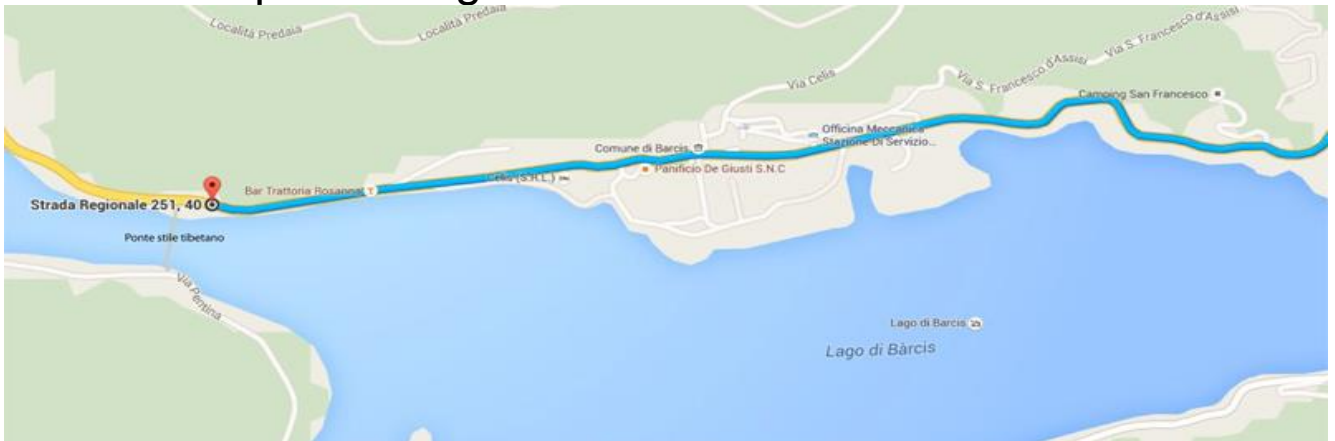 Località Predaia
Località Predaia
Via S. Francesco d'Assisi
Via Celis
Via S. Francesco d'Assisi
Camping San Francesco
Officina Meccanica
Stazione Di Servizio...
Comune di Barcis
Panificio De Giusti S.N.C
Celis (S.R.L.)
Bar Trattoria Rosanna
Strada Regionale 251, 40
Ponte stile tibetano
Via Pentina
Lago di Barcis
Lago di Bàrcis